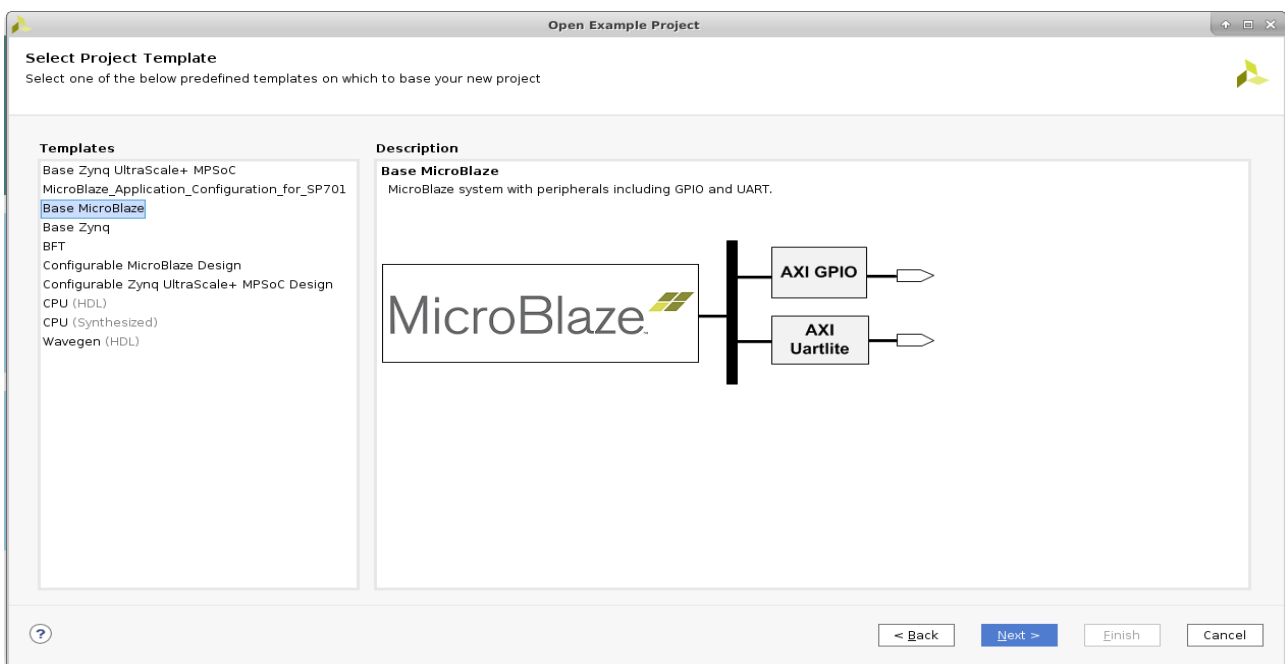 Open Example Project
Select Project Template
Select one of the below predefined templates on which to base your new project
Templates
Base Zynq UltraScale+ MPSoC
MicroBlaze_Application_Configuration_for_SP701
Base MicroBlaze
Base Zynq
BFT
Configurable MicroBlaze Design
Configurable Zynq UltraScale+ MPSoC Design
CPU (HDL)
CPU (Synthesized)
Wavegen (HDL)
Description
Base MicroBlaze
MicroBlaze system with peripherals including GPIO and UART.
MicroBlaze™
AXI GPIO
AXI
Uartlite
?
< Back
Next >
Finish
Cancel